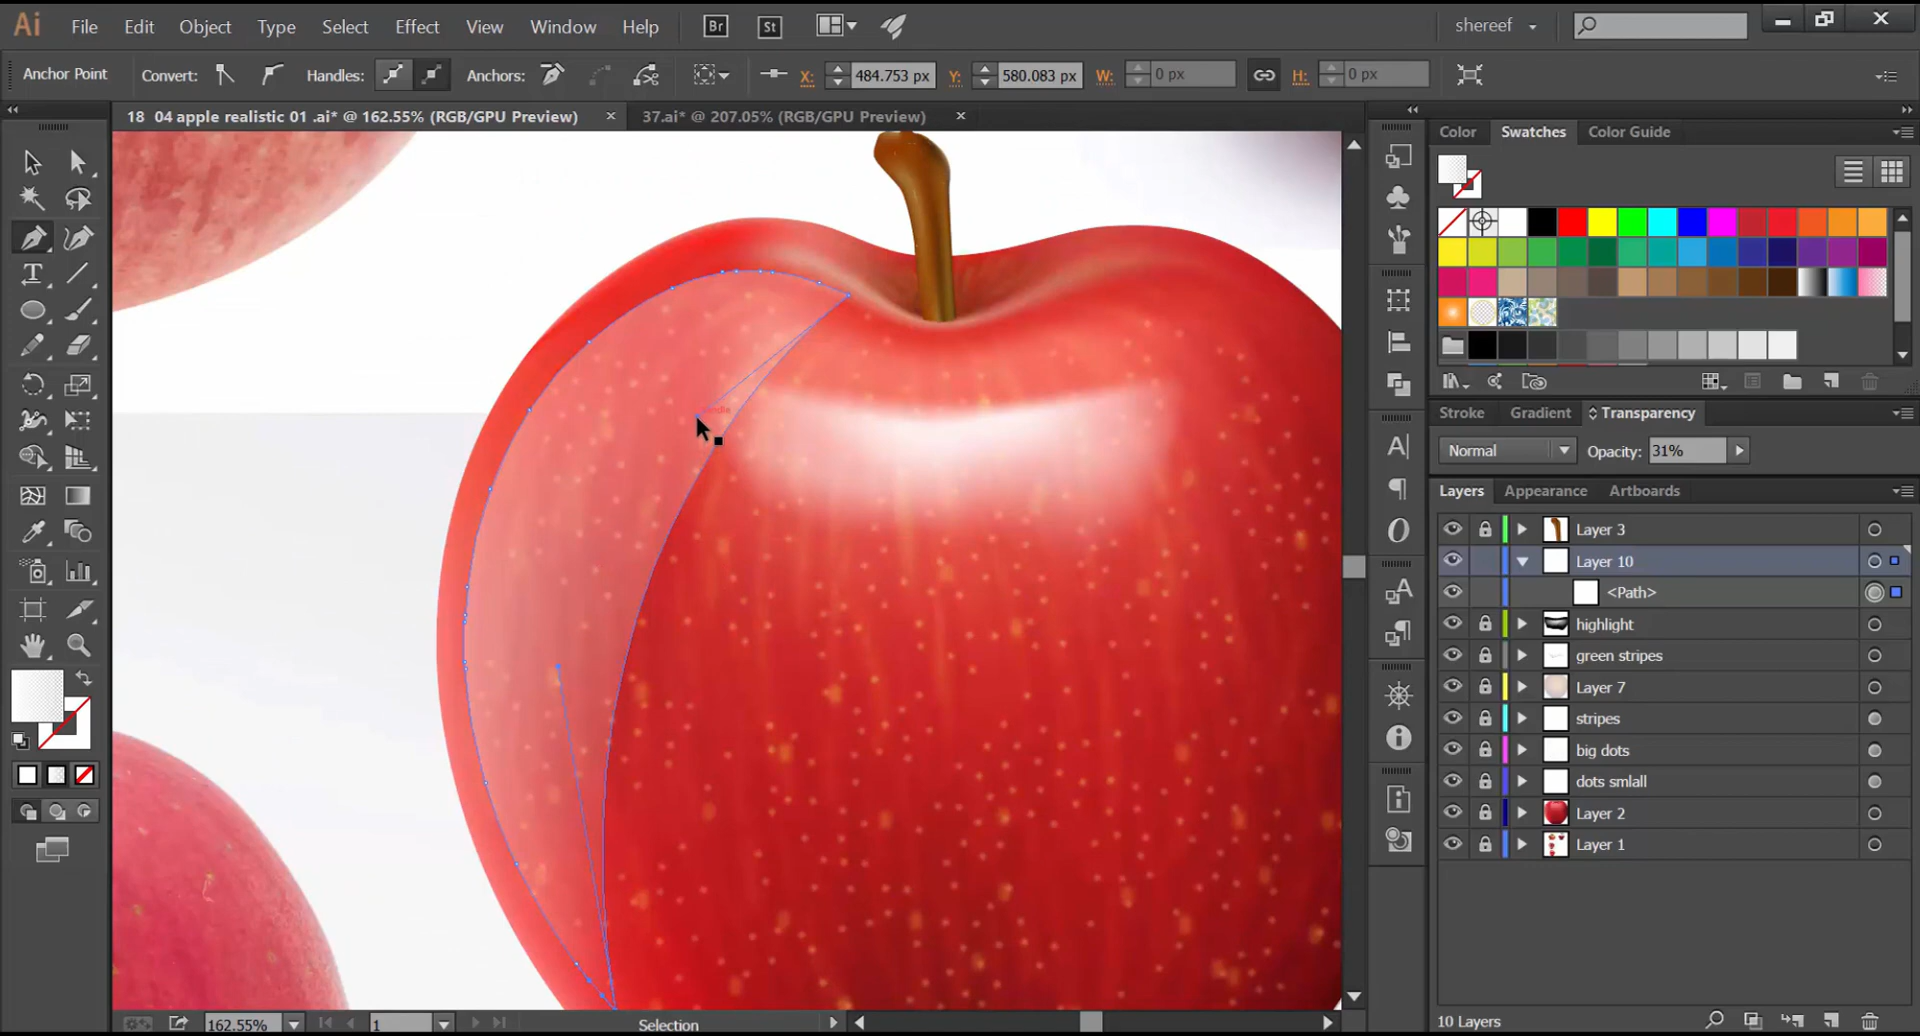 Ai File Edit Object Type Select Effect View Window Help Br St shereef
Anchor Point Convert: Handles: Anchors: X: 484.753 px Y: 580.083 px W: 0 px H: 0 px
18 04 apple realistic 01 .ai* @ 162.55% (RGB/GPU Preview) × 37.ai* @ 207.05% (RGB/GPU Preview) ×
Color Swatches Color Guide
Stroke Gradient Transparency
Normal Opacity: 31%
Layers Appearance Artboards
Layer 3
Layer 10
<Path>
highlight
green stripes
Layer 7
stripes
big dots
dots smlall
Layer 2
Layer 1
162.55% 1 Selection 10 Layers